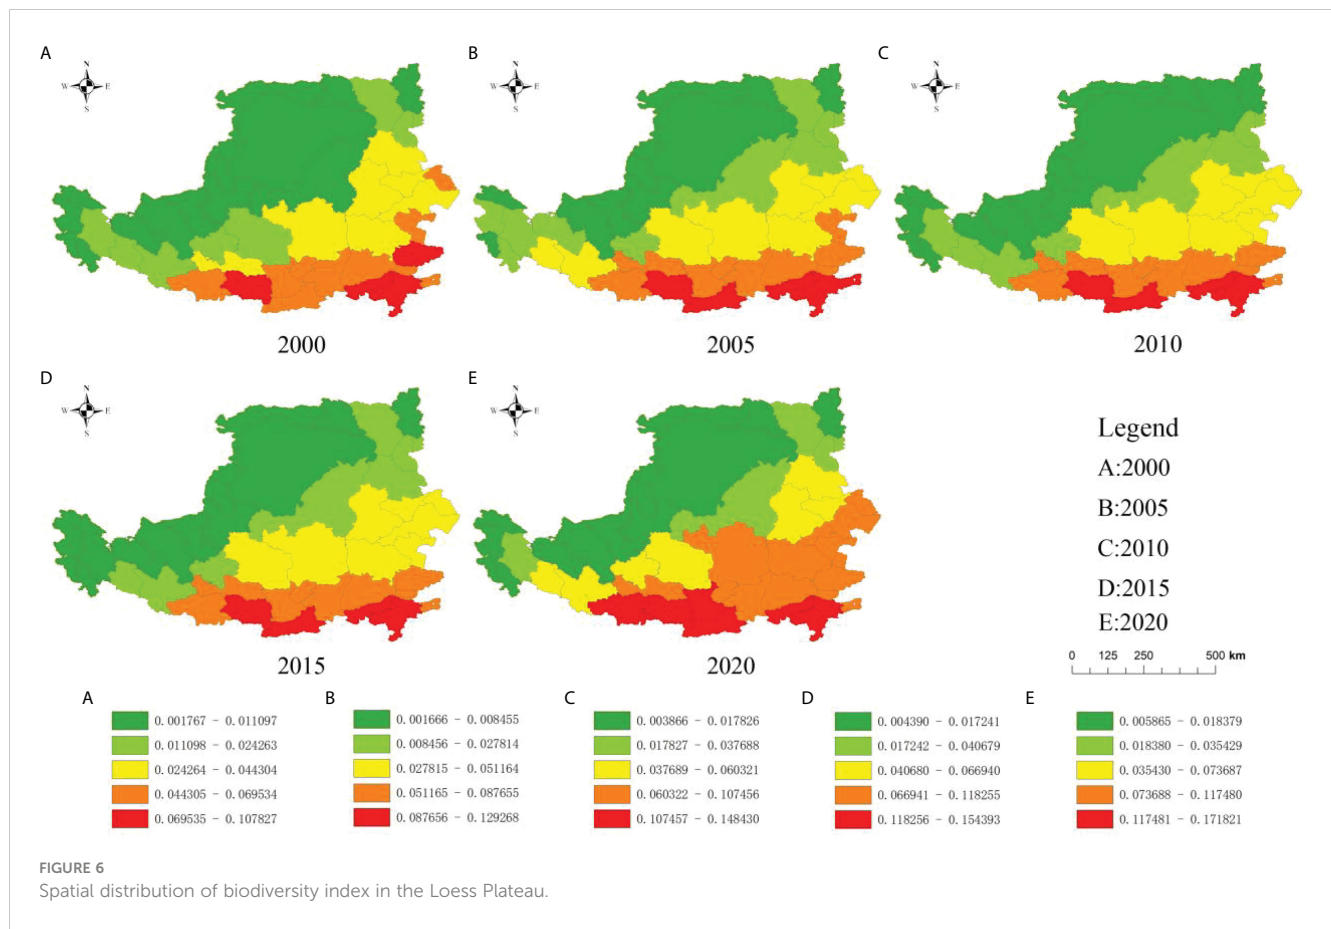 A
B
C
N
W E
S
N
W E
S
N
W E
S
2000
2005
2010
D
E
N
W E
S
N
W E
S
Legend
A:2000
B:2005
C:2010
D:2015
E:2020
0 125 250 500 km
2015
2020
A
0.001767 - 0.011097
0.011098 - 0.024263
0.024264 - 0.044304
0.044305 - 0.069534
0.069535 - 0.107827
B
0.001666 - 0.008455
0.008456 - 0.027814
0.027815 - 0.051164
0.051165 - 0.087655
0.087656 - 0.129268
C
0.003866 - 0.017826
0.017827 - 0.037688
0.037689 - 0.060321
0.060322 - 0.107456
0.107457 - 0.148430
D
0.004390 - 0.017241
0.017242 - 0.040679
0.040680 - 0.066940
0.066941 - 0.118255
0.118256 - 0.154393
E
0.005865 - 0.018379
0.018380 - 0.035429
0.035430 - 0.073687
0.073688 - 0.117480
0.117481 - 0.171821
FIGURE 6
Spatial distribution of biodiversity index in the Loess Plateau.